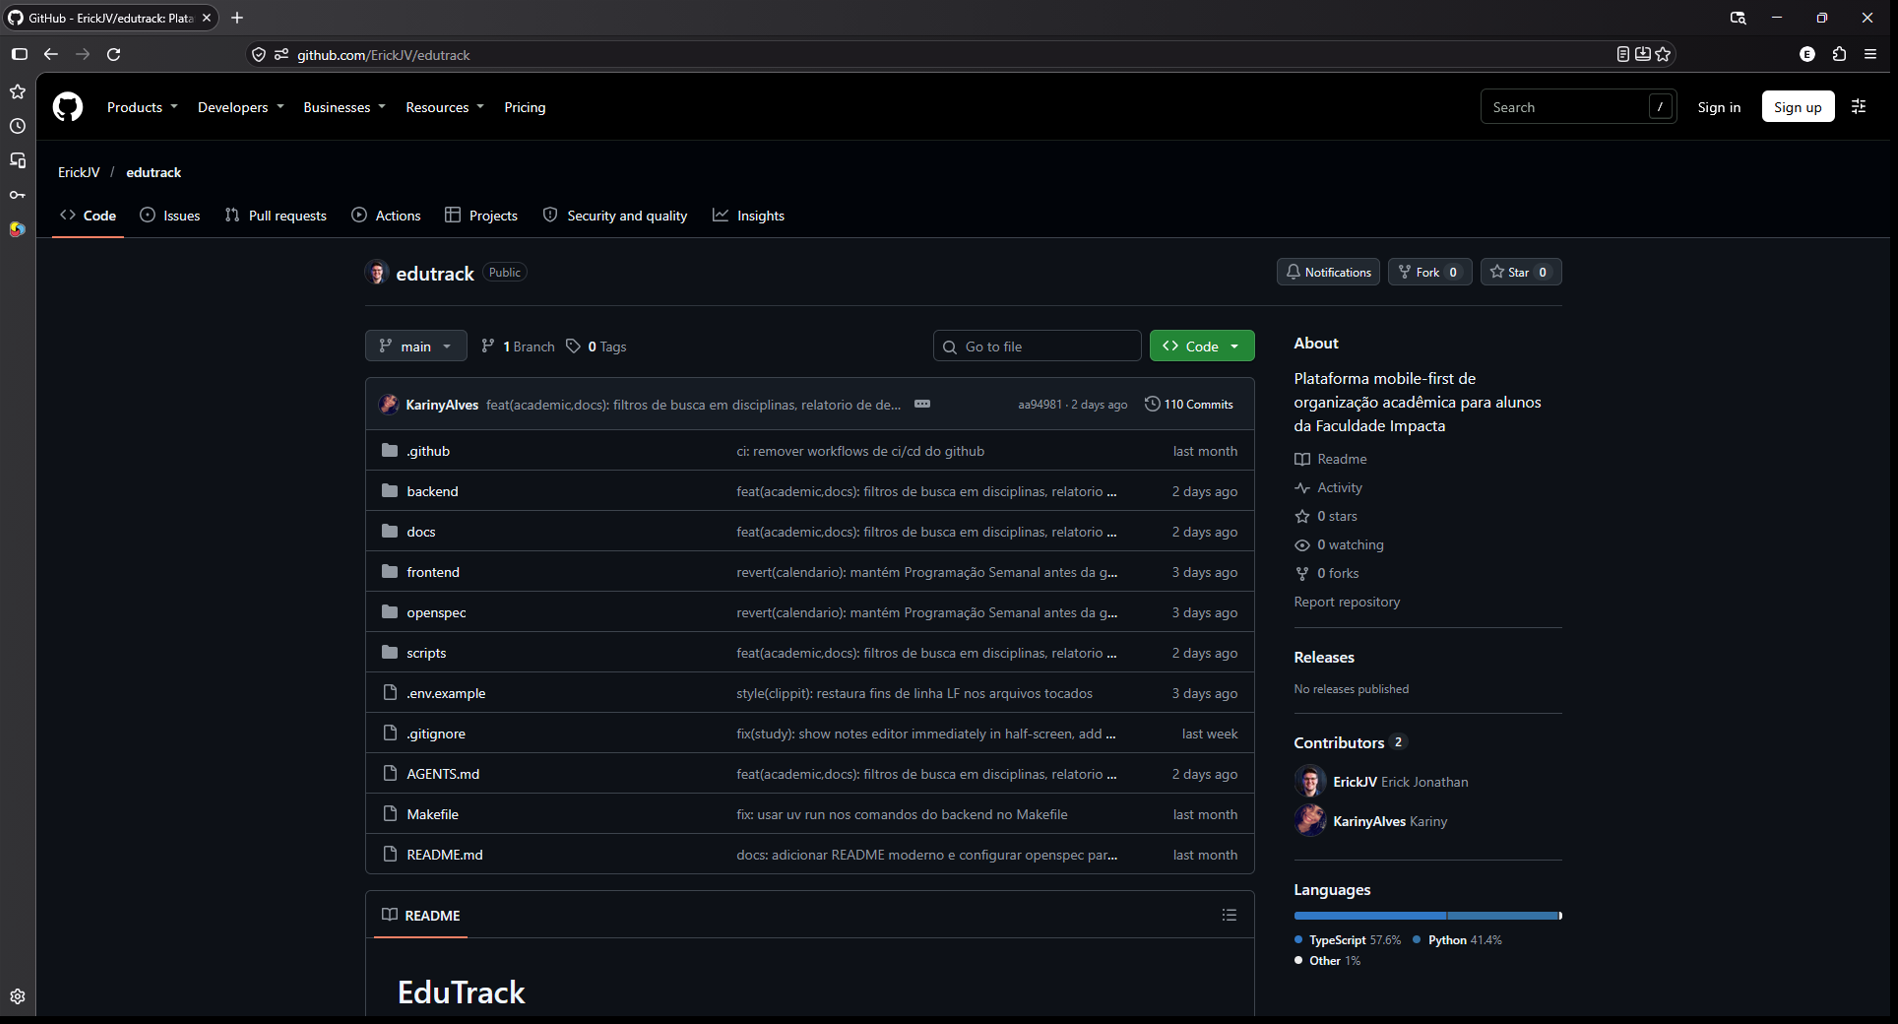 GitHub - ErickJV/edutrack: Plata
github.com/ErickJV/edutrack
E
Products
Developers
Businesses
Resources
Pricing
Search
/
Sign in
Sign up
ErickJV / edutrack
Code
Issues
Pull requests
Actions
Projects
Security and quality
Insights
edutrack Public
Notifications
Fork 0
Star 0
main
1 Branch
0 Tags
Go to file
Code
KarinyAlves feat(academic,docs): filtros de busca em disciplinas, relatorio de de... aa94981 · 2 days ago 110 Commits
.github ci: remover workflows de ci/cd do github last month
backend feat(academic,docs): filtros de busca em disciplinas, relatorio ... 2 days ago
docs feat(academic,docs): filtros de busca em disciplinas, relatorio ... 2 days ago
frontend revert(calendario): mantém Programação Semanal antes da g... 3 days ago
openspec revert(calendario): mantém Programação Semanal antes da g... 3 days ago
scripts feat(academic,docs): filtros de busca em disciplinas, relatorio ... 2 days ago
.env.example style(clippit): restaura fins de linha LF nos arquivos tocados 3 days ago
.gitignore fix(study): show notes editor immediately in half-screen, add ... last week
AGENTS.md feat(academic,docs): filtros de busca em disciplinas, relatorio ... 2 days ago
Makefile fix: usar uv run nos comandos do backend no Makefile last month
README.md docs: adicionar README moderno e configurar openspec par... last month
README
EduTrack
About
Plataforma mobile-first de
organização acadêmica para alunos
da Faculdade Impacta
Readme
Activity
0 stars
0 watching
0 forks
Report repository
Releases
No releases published
Contributors 2
ErickJV Erick Jonathan
KarinyAlves Kariny
Languages
TypeScript 57.6% Python 41.4%
Other 1%